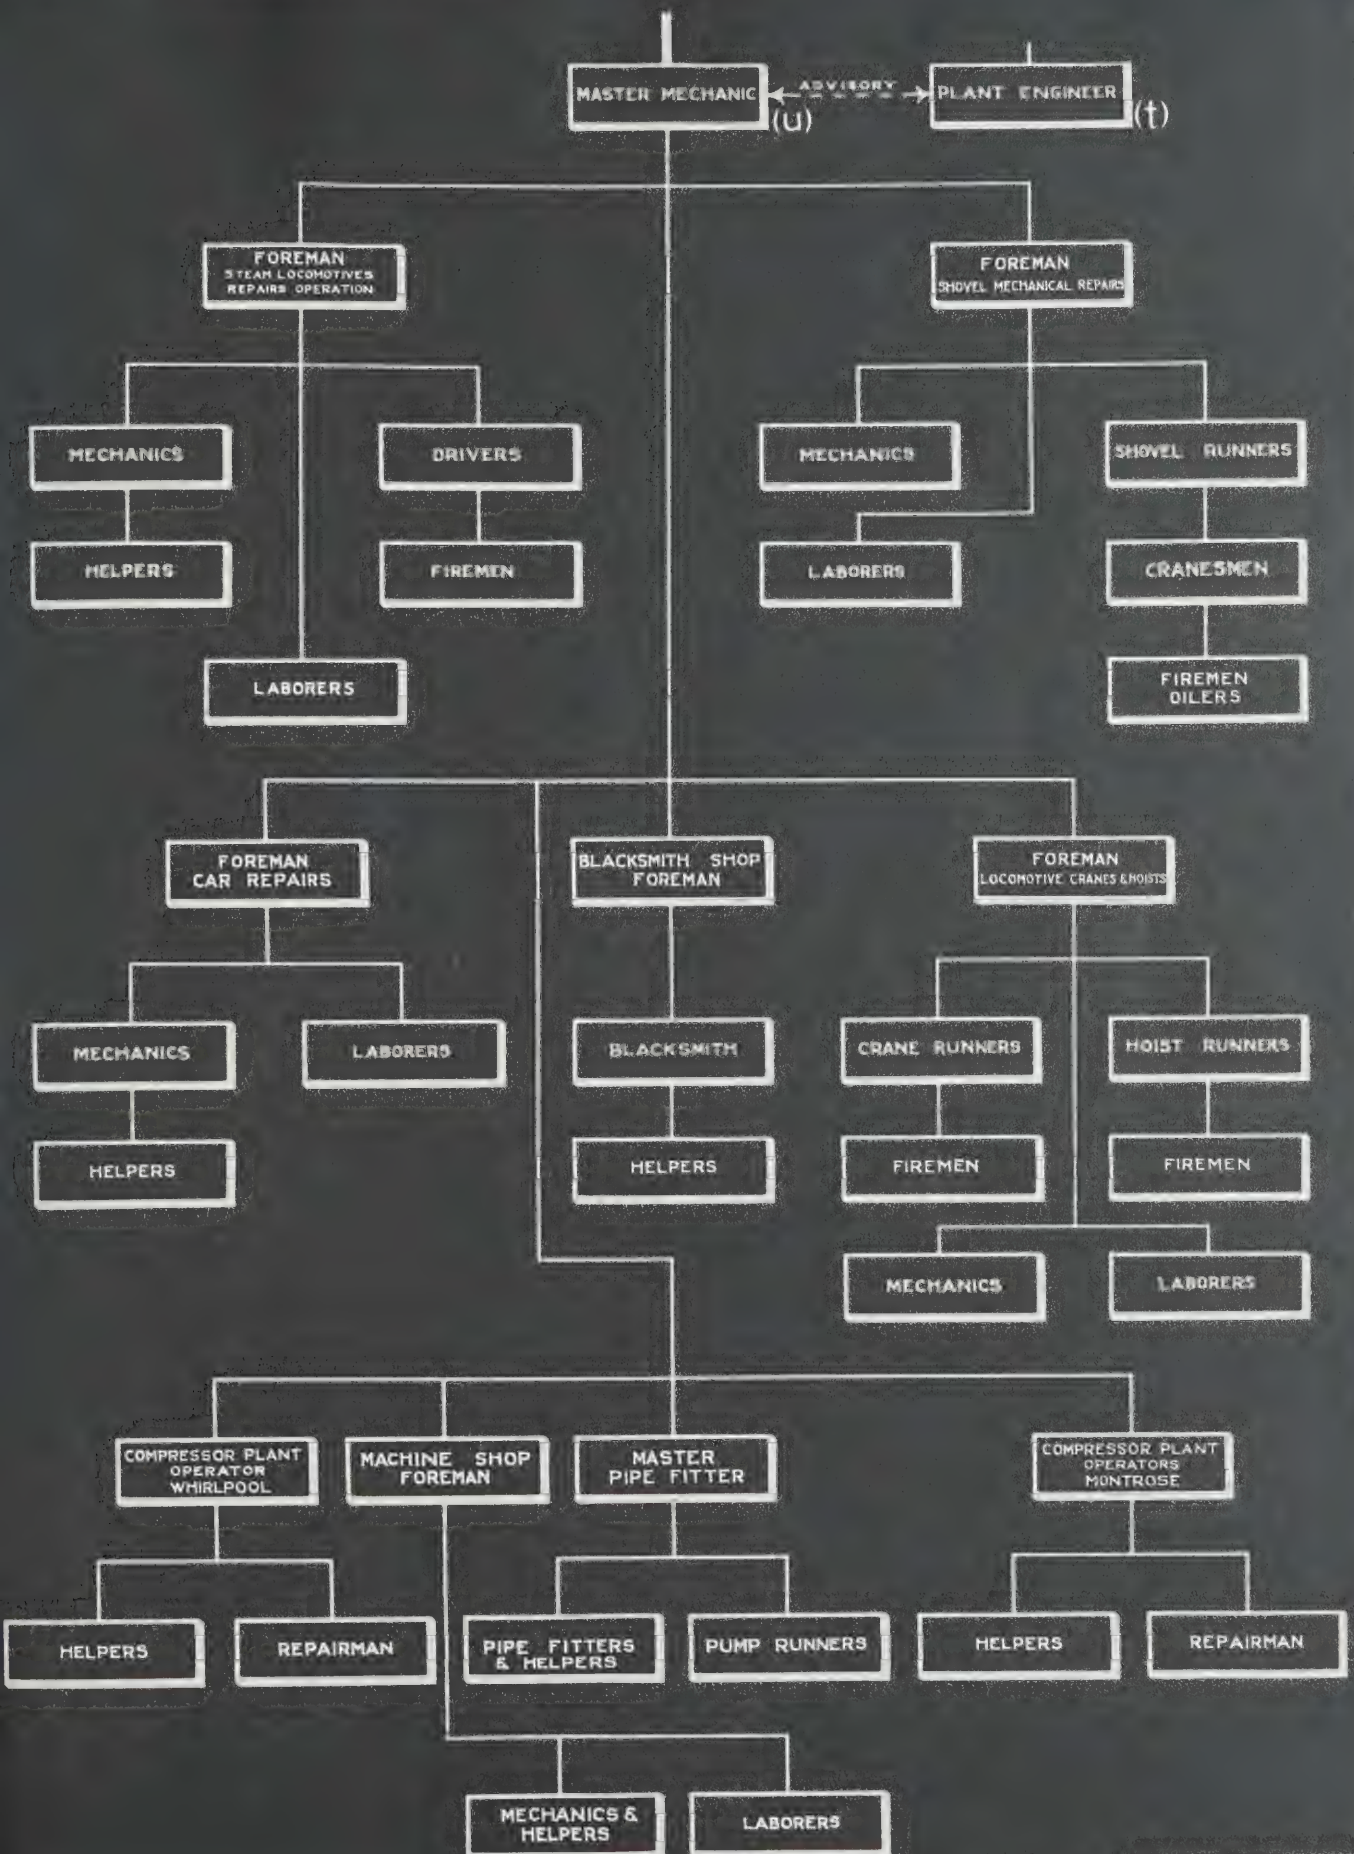 MASTER MECHANIC
(u)
ADVISORY
PLANT ENGINEER
(t)
FOREMAN
STEAM LOCOMOTIVES
REPAIRS OPERATION
FOREMAN
SHOVEL MECHANICAL REPAIRS
MECHANICS
DRIVERS
MECHANICS
SHOVEL RUNNERS
HELPERS
FIREMEN
LABORERS
CRANESMEN
LABORERS
FIREMEN
OILERS
FOREMAN
CAR REPAIRS
BLACKSMITH SHOP
FOREMAN
FOREMAN
LOCOMOTIVE CRANES & HOISTS
MECHANICS
LABORERS
BLACKSMITH
CRANE RUNNERS
HOIST RUNNERS
HELPERS
HELPERS
FIREMEN
FIREMEN
MECHANICS
LABORERS
COMPRESSOR PLANT
OPERATOR
WHIRLPOOL
MACHINE SHOP
FOREMAN
MASTER
PIPE FITTER
COMPRESSOR PLANT
OPERATORS
MONTROSE
HELPERS
REPAIRMAN
PIPE FITTERS
& HELPERS
PUMP RUNNERS
HELPERS
REPAIRMAN
MECHANICS &
HELPERS
LABORERS